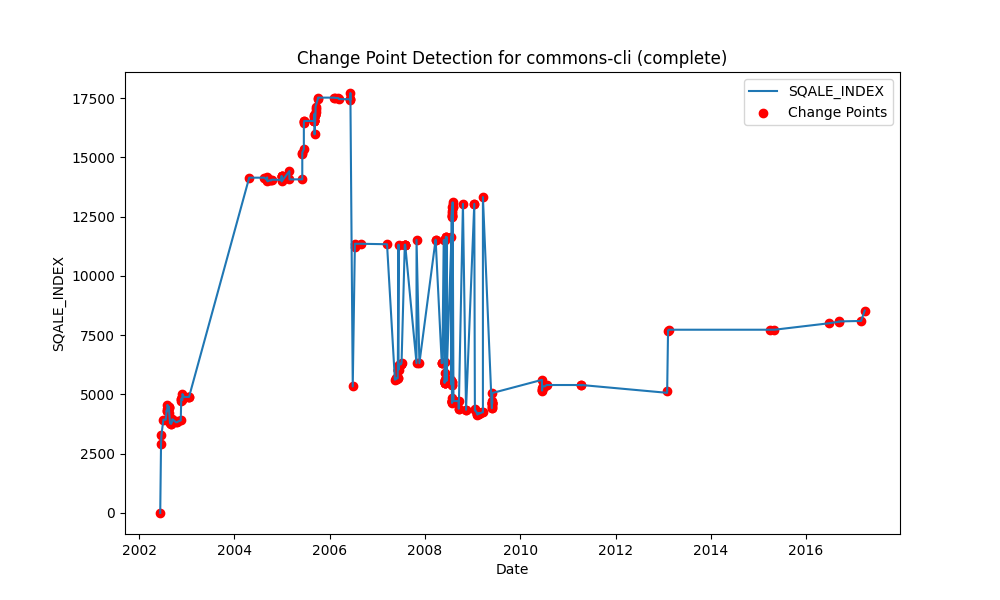 Change Point Detection for commons-cli (complete)
SQALE_INDEX
Change Points
17500
15000
12500
10000
7500
5000
2500
0
SQALE_INDEX
2002 2004 2006 2008 2010 2012 2014 2016
Date